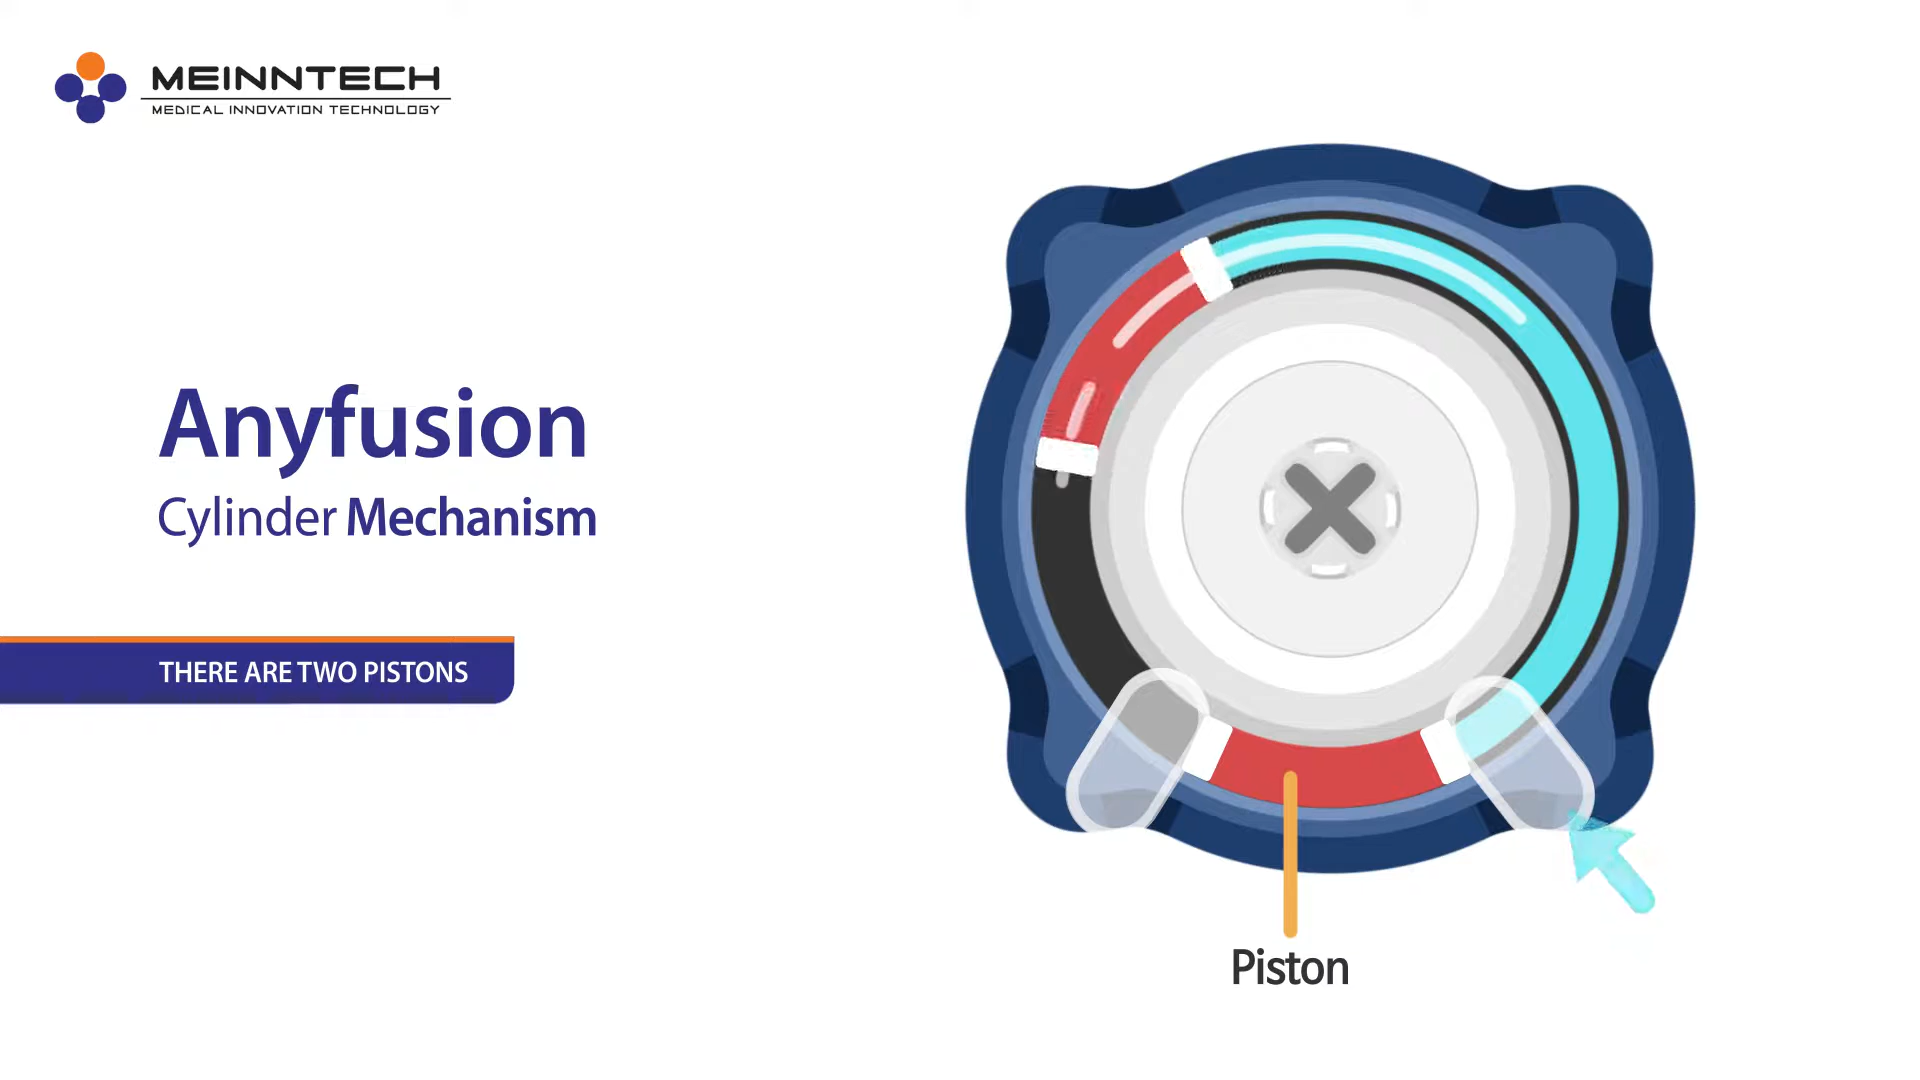 MEINNTECH
MEDICAL INNOVATION TECHNOLOGY
Anyfusion
Cylinder Mechanism
THERE ARE TWO PISTONS
Piston